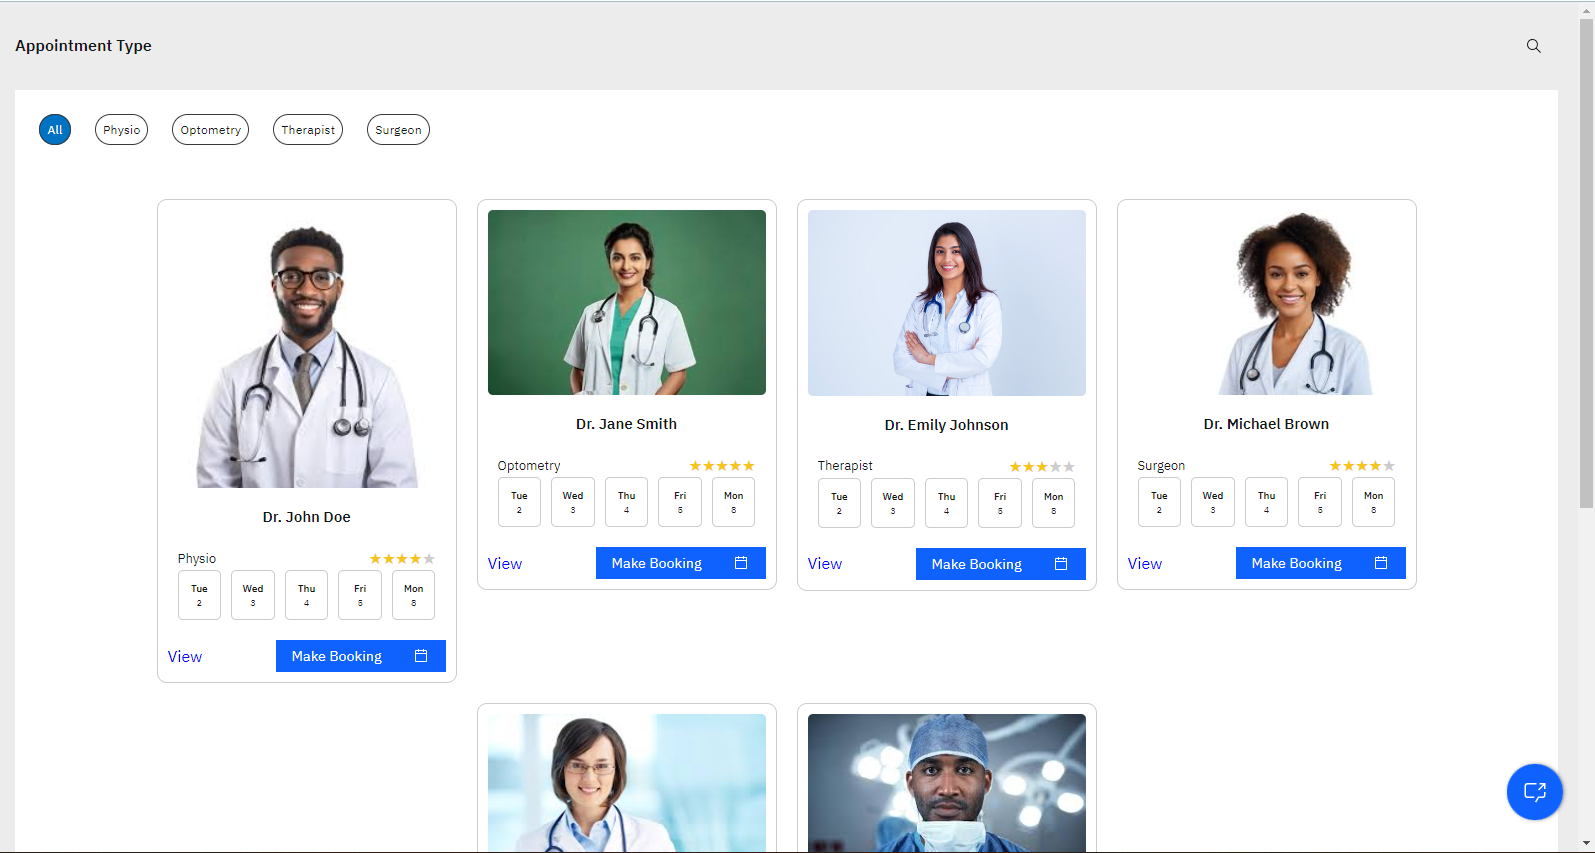 Appointment Type
All
Physio
Optometry
Therapist
Surgeon
Dr. John Doe
Physio
Tue Wed Thu Fri Mon
2 3 4 5 8
View
Make Booking
Dr. Jane Smith
Optometry
Tue Wed Thu Fri Mon
2 3 4 5 8
View
Make Booking
Dr. Emily Johnson
Therapist
Tue Wed Thu Fri Mon
2 3 4 5 8
View
Make Booking
Dr. Michael Brown
Surgeon
Tue Wed Thu Fri Mon
2 3 4 5 8
View
Make Booking